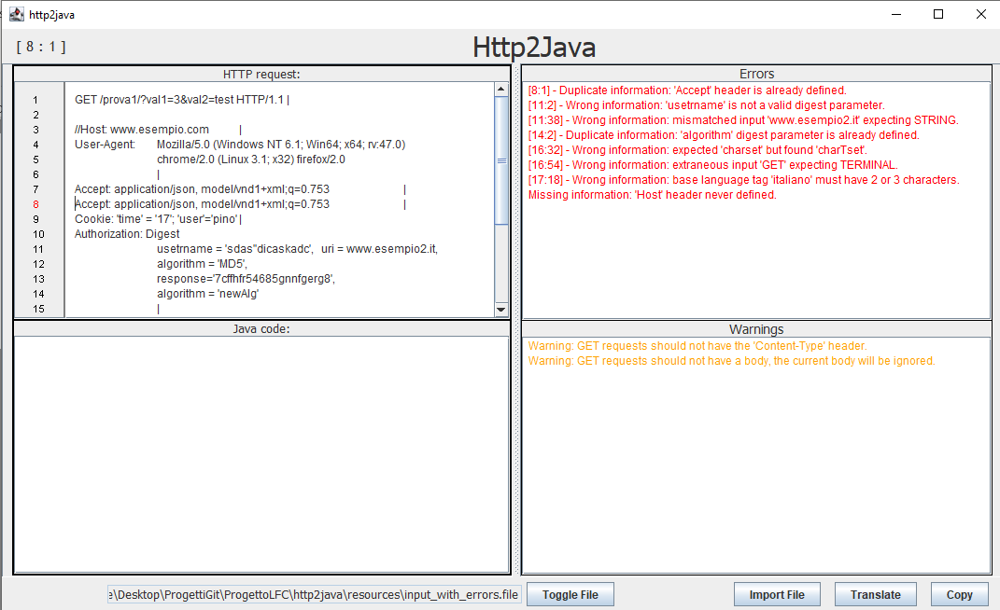 http2java
[ 8 : 1 ]
Http2Java
HTTP request:
1 GET /prova1/?val1=3&val2=test HTTP/1.1 |
2
3 //Host: www.esempio.com |
4 User-Agent: Mozilla/5.0 (Windows NT 6.1; Win64; x64; rv:47.0)
5 chrome/2.0 (Linux 3.1; x32) firefox/2.0
6 |
7 Accept: application/json, model/vnd1+xml;q=0.753 |
8 Accept: application/json, model/vnd1+xml;q=0.753 |
9 Cookie: 'time' = '17'; 'user'='pino' |
10 Authorization: Digest
11 usetrname = 'sdas"dicaskadc', uri = www.esempio2.it,
12 algorithm = 'MD5',
13 response='7cffhfr54685gnnfgerg8',
14 algorithm = 'newAlg'
15 |
Java code:
Errors
[8:1] - Duplicate information: 'Accept' header is already defined.
[11:2] - Wrong information: 'usetrname' is not a valid digest parameter.
[11:38] - Wrong information: mismatched input 'www.esempio2.it' expecting STRING.
[14:2] - Duplicate information: 'algorithm' digest parameter is already defined.
[16:32] - Wrong information: expected 'charset' but found 'charTset'.
[16:54] - Wrong information: extraneous input 'GET' expecting TERMINAL.
[17:18] - Wrong information: base language tag 'italiano' must have 2 or 3 characters.
Missing information: 'Host' header never defined.
Warnings
Warning: GET requests should not have the 'Content-Type' header.
Warning: GET requests should not have a body, the current body will be ignored.
e\Desktop\ProgettiGit\ProgettoLFC\http2java\resources\input_with_errors.file
Toggle File
Import File
Translate
Copy